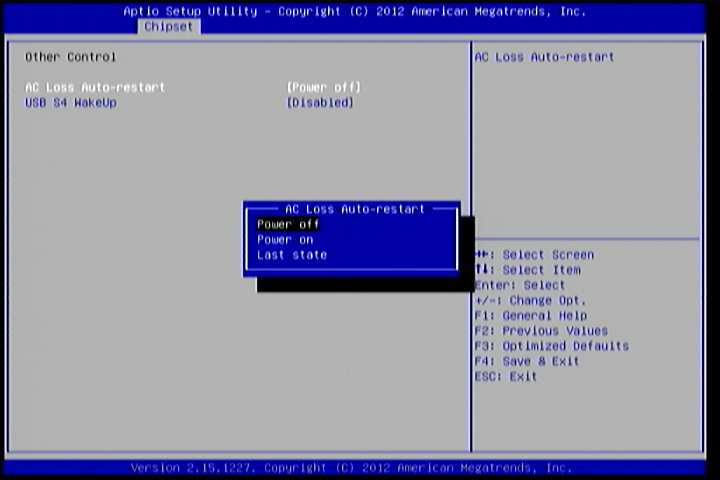 Aptio Setup Utility - Copyright (C) 2012 American Megatrends, Inc.
Chipset
Other Control
AC Loss Auto-restart [Power off]
USB S4 WakeUp [Disabled]
AC Loss Auto-restart
AC Loss Auto-restart
Power off
Power on
Last state
→←: Select Screen
↑↓: Select Item
Enter: Select
+/-: Change Opt.
F1: General Help
F2: Previous Values
F3: Optimized Defaults
F4: Save & Exit
ESC: Exit
Version 2.15.1227. Copyright (C) 2012 American Megatrends, Inc.